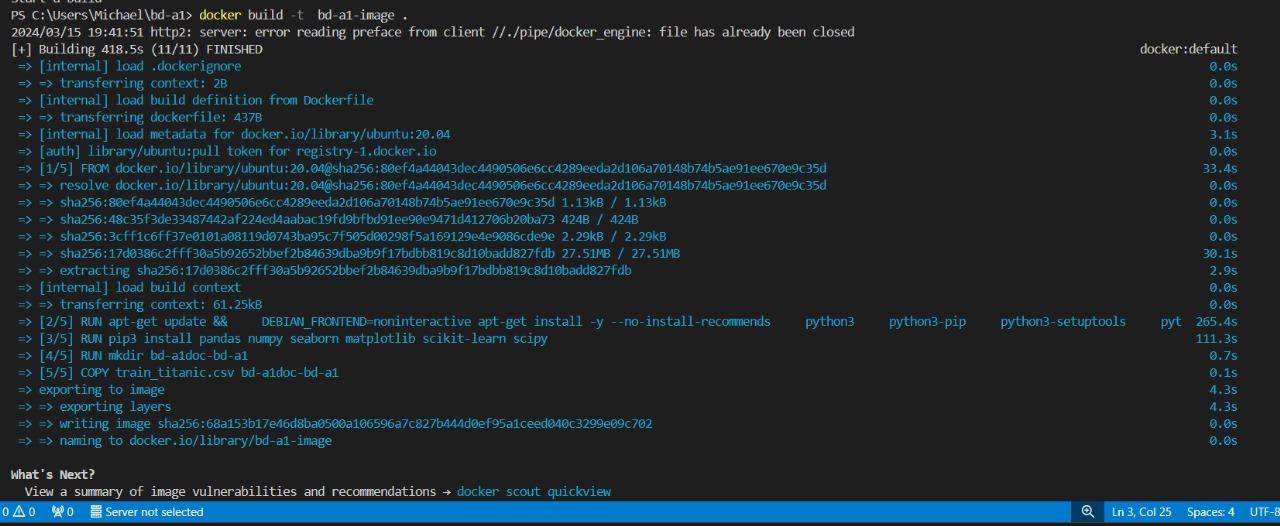 PS C:\Users\Michael\bd-a1> docker build -t  bd-a1-image .
2024/03/15 19:41:51 http2: server: error reading preface from client //./pipe/docker_engine: file has already been closed
[+] Building 418.5s (11/11) FINISHED docker:default
=> [internal] load .dockerignore 0.0s
=> => transferring context: 2B 0.0s
=> [internal] load build definition from Dockerfile 0.0s
=> => transferring dockerfile: 437B 0.0s
=> [internal] load metadata for docker.io/library/ubuntu:20.04 3.1s
=> [auth] library/ubuntu:pull token for registry-1.docker.io 0.0s
=> [1/5] FROM docker.io/library/ubuntu:20.04@sha256:80ef4a44043dec4490506e6cc4289eeda2d106a70148b74b5ae91ee670e9c35d 33.4s
=> => resolve docker.io/library/ubuntu:20.04@sha256:80ef4a44043dec4490506e6cc4289eeda2d106a70148b74b5ae91ee670e9c35d 0.0s
=> => sha256:80ef4a44043dec4490506e6cc4289eeda2d106a70148b74b5ae91ee670e9c35d 1.13kB / 1.13kB 0.0s
=> => sha256:48c35f3de33487442af224ed4aabac19fd9bfbd91ee90e9471d412706b20ba73 424B / 424B 0.0s
=> => sha256:3cff1c6ff37e0101a08119d0743ba95c7f505d00298f5a169129e4e9086cde9e 2.29kB / 2.29kB 0.0s
=> => sha256:17d0386c2fff30a5b92652bbef2b84639dba9b9f17bdbb819c8d10badd827fdb 27.51MB / 27.51MB 30.1s
=> => extracting sha256:17d0386c2fff30a5b92652bbef2b84639dba9b9f17bdbb819c8d10badd827fdb 2.9s
=> [internal] load build context 0.0s
=> => transferring context: 61.25kB 0.0s
=> [2/5] RUN apt-get update &&     DEBIAN_FRONTEND=noninteractive apt-get install -y --no-install-recommends     python3     python3-pip     python3-setuptools     pyt 265.4s
=> [3/5] RUN pip3 install pandas numpy seaborn matplotlib scikit-learn scipy 111.3s
=> [4/5] RUN mkdir bd-a1doc-bd-a1 0.7s
=> [5/5] COPY train_titanic.csv bd-a1doc-bd-a1 0.1s
=> exporting to image 4.3s
=> => exporting layers 4.3s
=> => writing image sha256:68a153b17e46d8ba0500a106596a7c827b444d0ef95a1ceed040c3299e09c702 0.0s
=> => naming to docker.io/library/bd-a1-image 0.0s
What's Next?
View a summary of image vulnerabilities and recommendations → docker scout quickview
0 0 0 Server not selected Ln 3, Col 25 Spaces: 4 UTF-8